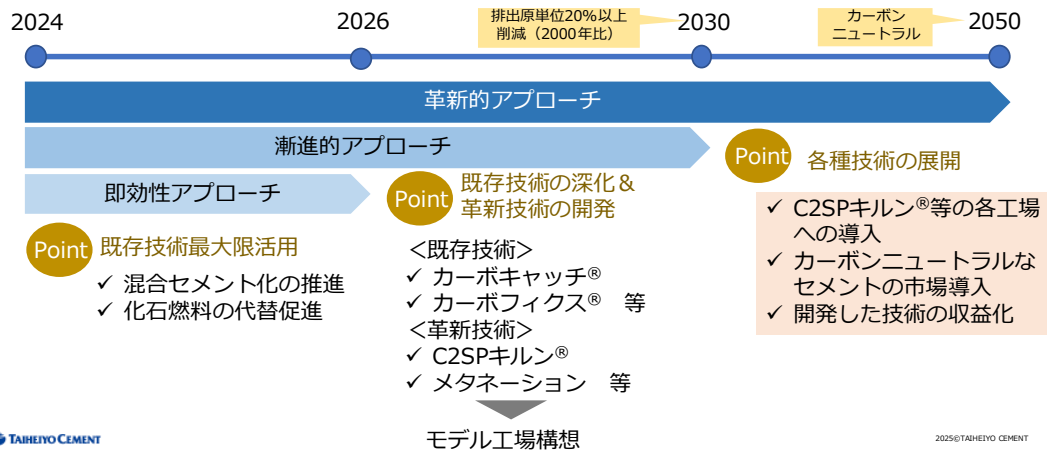 2024
2026
排出原単位20%以上
削減（2000年比）
2030
カーボン
ニュートラル
2050
革新的アプローチ
漸進的アプローチ
即効性アプローチ
Point 既存技術最大限活用
✓ 混合セメント化の推進
✓ 化石燃料の代替促進
Point 既存技術の深化＆
革新技術の開発
＜既存技術＞
✓ カーボキャッチ®
✓ カーボフィクス® 等
＜革新技術＞
✓ C2SPキルン®
✓ メタネーション 等
モデル工場構想
Point 各種技術の展開
✓ C2SPキルン®等の各工場
への導入
✓ カーボンニュートラルな
セメントの市場導入
✓ 開発した技術の収益化
TAIHEIYO CEMENT
2025©TAIHEIYO CEMENT